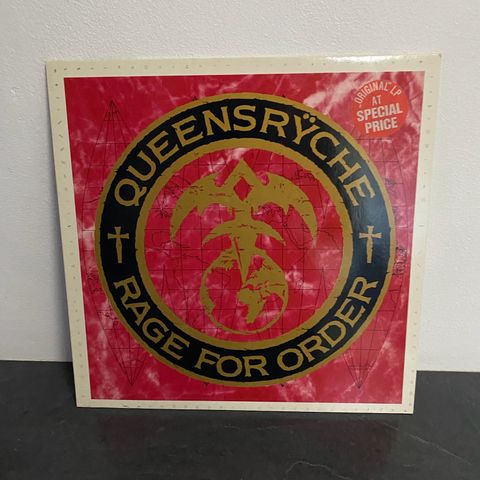 QUEENSRŸCHE
RAGE FOR ORDER
ORIGINAL LP
AT
SPECIAL
PRICE